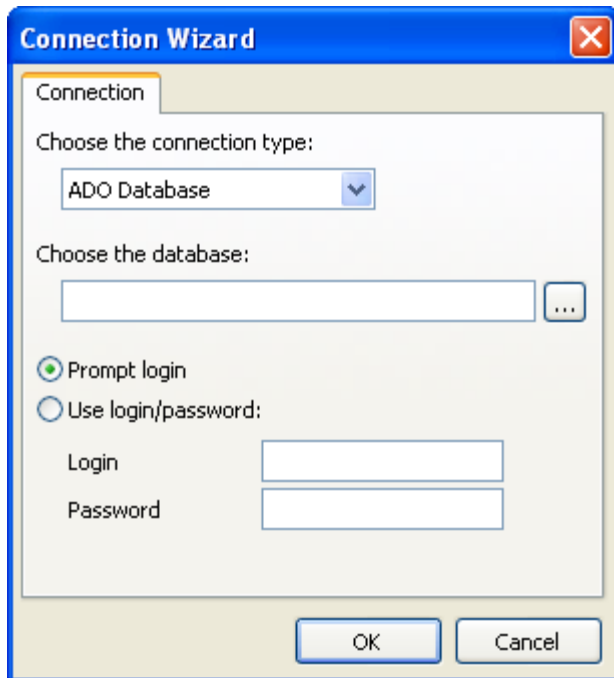 Connection Wizard
Connection
Choose the connection type:
ADO Database
Choose the database:
...
Prompt login
Use login/password:
Login
Password
OK
Cancel